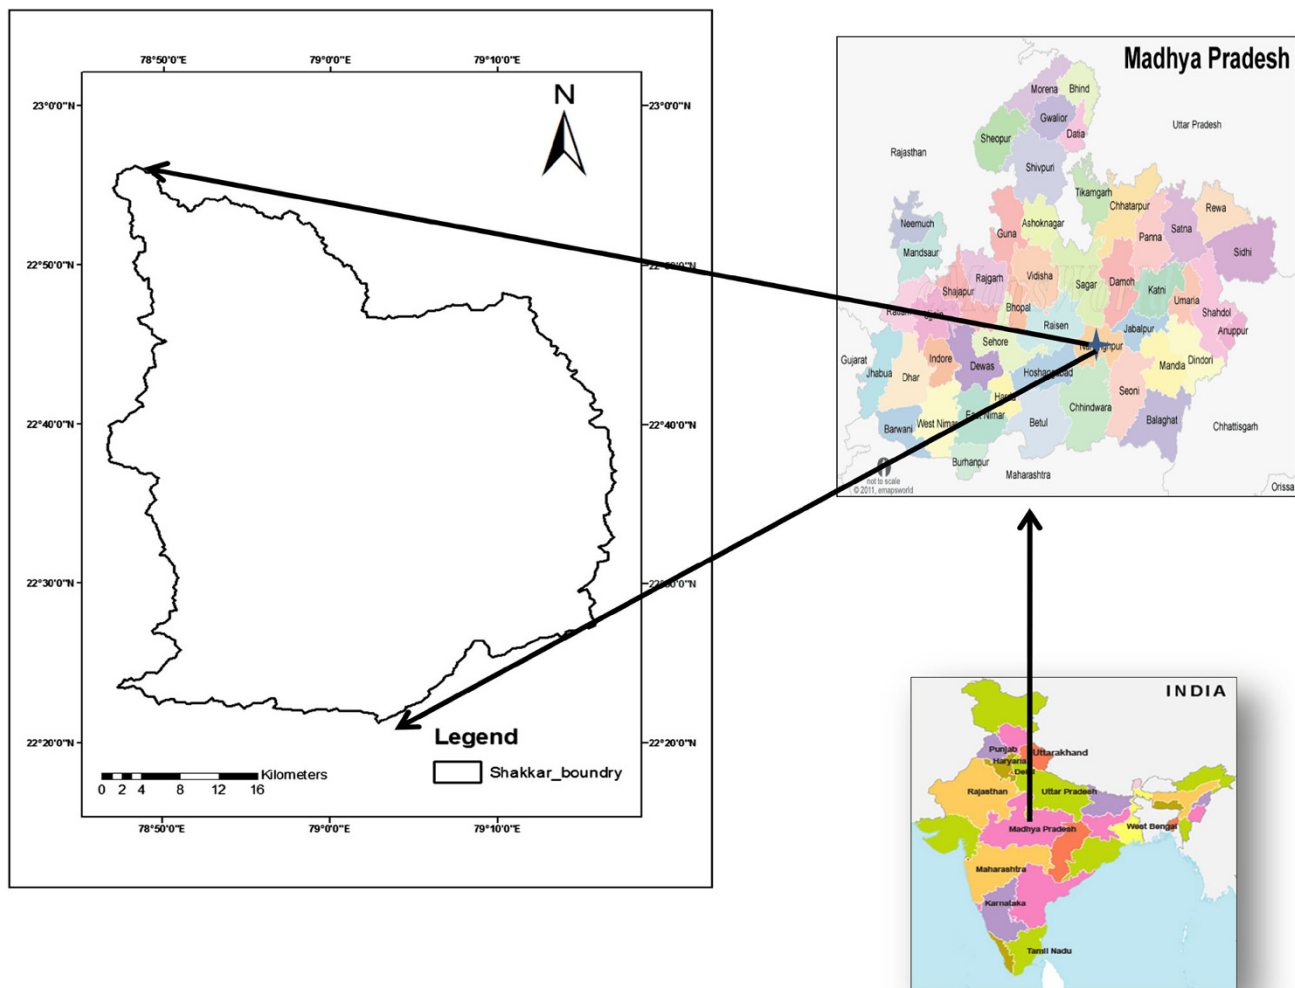 78°50'0"E 79°0'0"E 79°10'0"E
N
23°0'0"N 23°0'0"N
22°50'0"N
22°40'0"N 22°40'0"N
22°30'0"N
22°20'0"N 22°20'0"N
Legend
Shakkar_boundry
Kilometers
0 2 4 8 12 16
78°50'0"E 79°0'0"E 79°10'0"E
Madhya Pradesh
Morena
Bhind
Gwalior
Datia
Uttar Pradesh
Sheopur
Rajasthan
Shivpuri
Tikamgarh
Chhatarpur
Rewa
Neemuch
Ashoknagar
Satna
Guna
Panna
Mandsaur
Sidhi
Vidisha
Rajgarh
Sagar
Damoh
Katni
Shajapur
Umaria
Bhopal
Shahdol
Raisen
Jabalpur
Anuppur
Sehore
Gujarat
Indore
Dewas
Dindori
Jhabua
Dhar
Mandla
Seoni
Chhindwara
Barwani
West Nimar
Betul
Balaghat
Chhattisgarh
Burhanpur
Maharashtra
not to scale
© 2011, emapsworld
Orissa
INDIA
Punjab
Uttarakhand
Haryana
Rajasthan
Uttar Pradesh
Madhya Pradesh
West Bengal
Maharashtra
Karnataka
Tamil Nadu